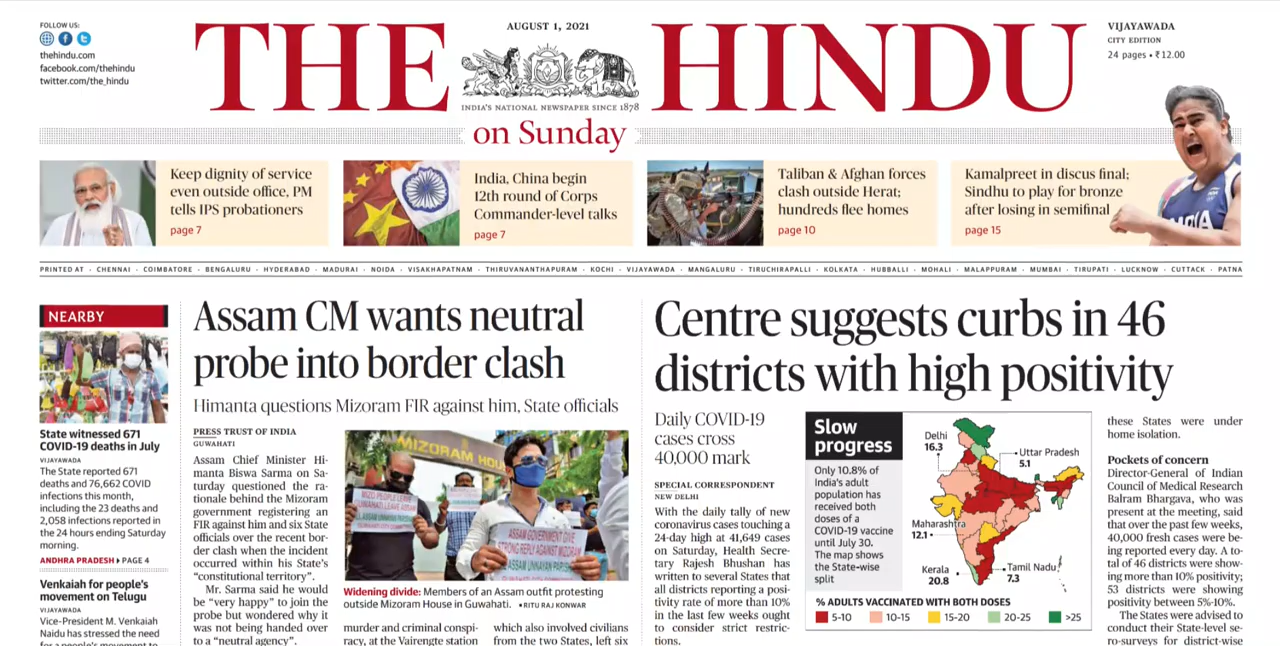 FOLLOW US:
thehindu.com
facebook.com/thehindu
twitter.com/the_hindu
THE HINDU
AUGUST 1, 2021
INDIA'S NATIONAL NEWSPAPER SINCE 1878
on Sunday
VIJAYAWADA
CITY EDITION
24 pages • ₹12.00
Keep dignity of service
even outside office, PM
tells IPS probationers
page 7
India, China begin
12th round of Corps
Commander-level talks
page 7
Taliban & Afghan forces
clash outside Herat;
hundreds flee homes
page 10
Kamalpreet in discus final;
Sindhu to play for bronze
after losing in semifinal
page 15
PRINTED AT • CHENNAI • COIMBATORE • BENGALURU • HYDERABAD • MADURAI • NOIDA • VISAKHAPATNAM • THIRUVANANTHAPURAM • KOCHI • VIJAYAWADA • MANGALURU • TIRUCHIRAPALLI • KOLKATA • HUBBALLI • MOHALI • MALAPPURAM • MUMBAI • TIRUPATI • LUCKNOW • CUTTACK • PATNA
NEARBY
State witnessed 671
COVID-19 deaths in July
VIJAYAWADA
The State reported 671
deaths and 76,662 COVID
infections this month,
including the 23 deaths and
2,058 infections reported in
the 24 hours ending Saturday
morning.
ANDHRA PRADESH ▸ PAGE 4
Venkaiah for people's
movement on Telugu
VIJAYAWADA
Vice-President M. Venkaiah
Naidu has stressed the need
for a people's movement to
Assam CM wants neutral
probe into border clash
Himanta questions Mizoram FIR against him, State officials
PRESS TRUST OF INDIA
GUWAHATI
Assam Chief Minister Hi-
manta Biswa Sarma on Sa-
turday questioned the ra-
tionale behind the Mizoram
government registering an
FIR against him and six State
officials over the recent bor-
der clash when the incident
occurred within his State's
“constitutional territory”.
Mr. Sarma said he would
be “very happy” to join the
probe but wondered why it
was not being handed over
to a “neutral agency”.
MIZORAM HOU
MIZO PEOPLE LEAVE
ASSAM GOVERNMENT GIVE
STRONG REPLY AGAINST MIZORAM
ASSAM UNNAYAN
Widening divide: Members of an Assam outfit protesting
outside Mizoram House in Guwahati. • RITU RAJ KONWAR
murder and criminal conspi-
racy, at the Vairengte station
which also involved civilians
from the two States, left six
Centre suggests curbs in 46
districts with high positivity
Daily COVID-19
cases cross
40,000 mark
SPECIAL CORRESPONDENT
NEW DELHI
With the daily tally of new
coronavirus cases touching a
24-day high at 41,649 cases
on Saturday, Health Secre-
tary Rajesh Bhushan has
written to several States that
all districts reporting a posi-
tivity rate of more than 10%
in the last few weeks ought
to consider strict restric-
tions.
Slow
progress
Only 10.8% of
India's adult
population has
received both
doses of a
COVID-19 vaccine
until July 30.
The map shows
the State-wise
split
Delhi
16.3
Uttar Pradesh
5.1
Maharashtra
12.1
Kerala
20.8
Tamil Nadu
7.3
% ADULTS VACCINATED WITH BOTH DOSES
5-10 10-15 15-20 20-25 >25
these States were under
home isolation.
Pockets of concern
Director-General of Indian
Council of Medical Research
Balram Bhargava, who was
present at the meeting, said
that over the past few weeks,
40,000 fresh cases were be-
ing reported every day. A to-
tal of 46 districts were show-
ing more than 10% positivity;
53 districts were showing
positivity between 5%-10%.
The States were advised to
conduct their State-level se-
ro-surveys for district-wise